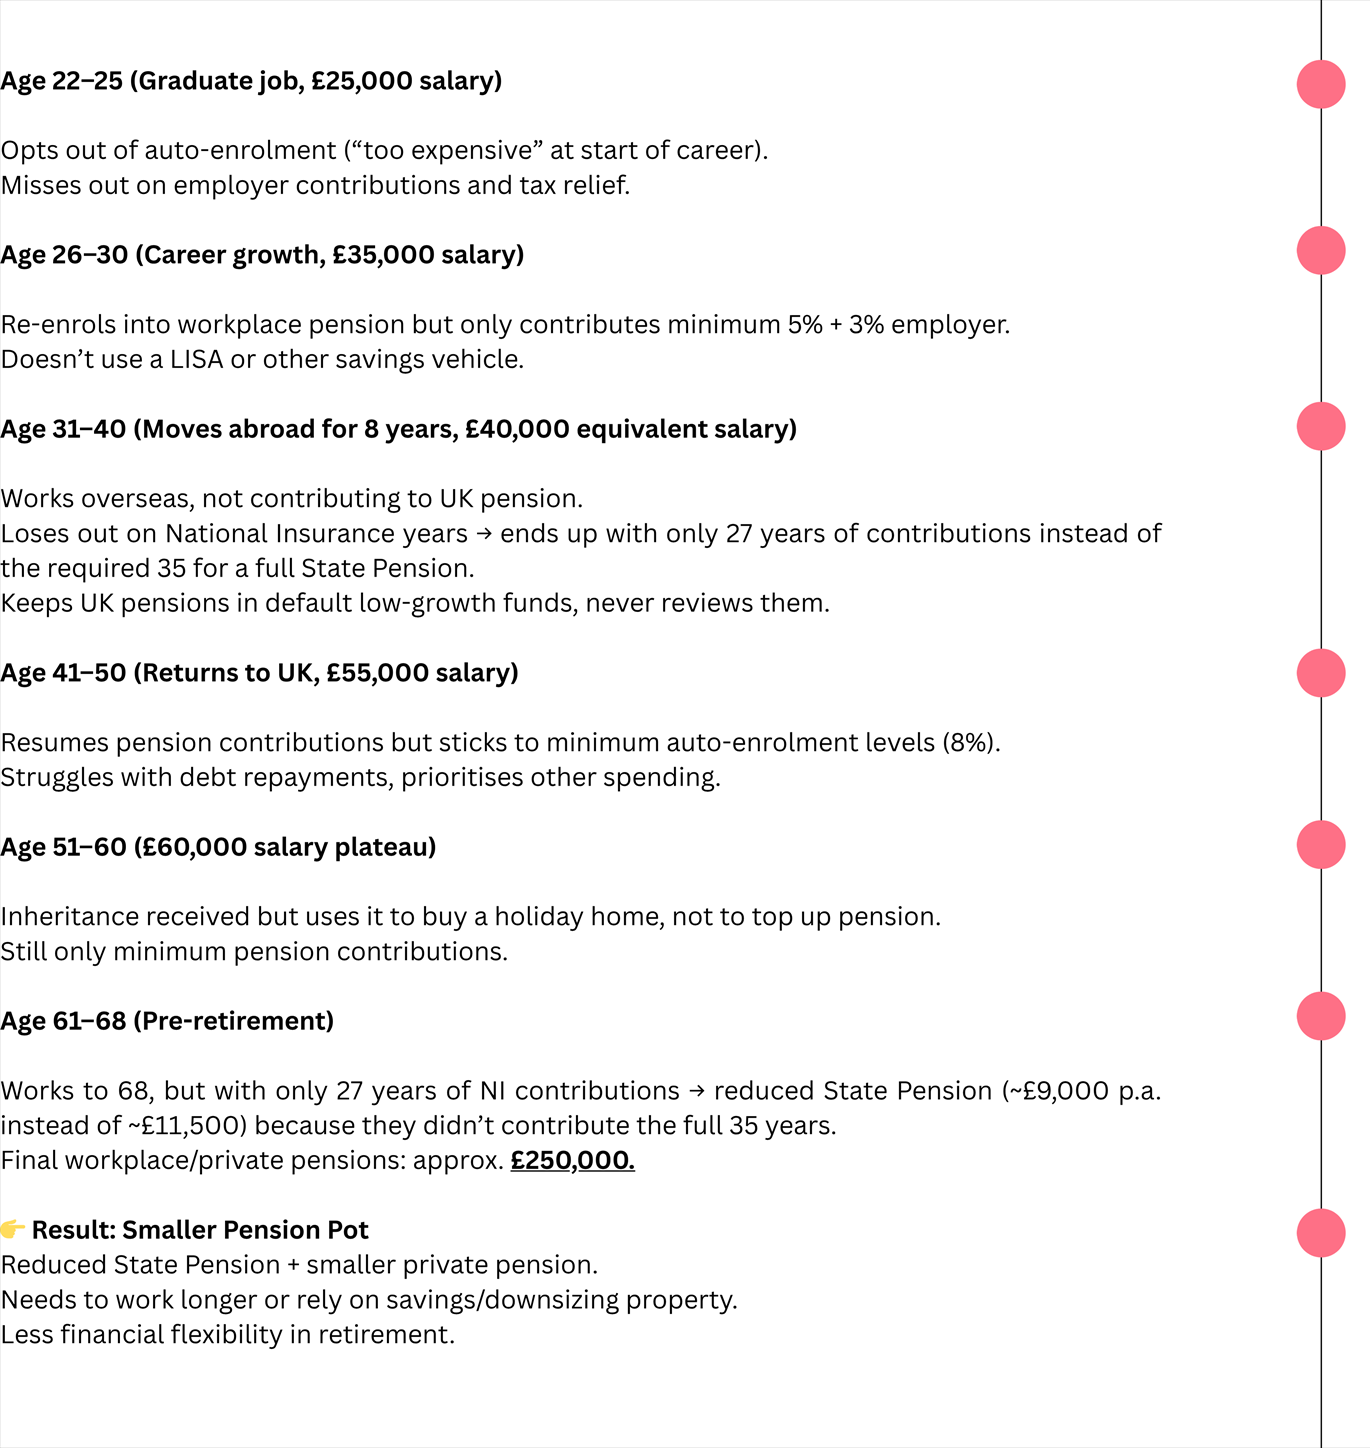 Age 22–25 (Graduate job, £25,000 salary)
Opts out of auto-enrolment (“too expensive” at start of career).
Misses out on employer contributions and tax relief.
Age 26–30 (Career growth, £35,000 salary)
Re-enrols into workplace pension but only contributes minimum 5% + 3% employer.
Doesn’t use a LISA or other savings vehicle.
Age 31–40 (Moves abroad for 8 years, £40,000 equivalent salary)
Works overseas, not contributing to UK pension.
Loses out on National Insurance years → ends up with only 27 years of contributions instead of
the required 35 for a full State Pension.
Keeps UK pensions in default low-growth funds, never reviews them.
Age 41–50 (Returns to UK, £55,000 salary)
Resumes pension contributions but sticks to minimum auto-enrolment levels (8%).
Struggles with debt repayments, prioritises other spending.
Age 51–60 (£60,000 salary plateau)
Inheritance received but uses it to buy a holiday home, not to top up pension.
Still only minimum pension contributions.
Age 61–68 (Pre-retirement)
Works to 68, but with only 27 years of NI contributions → reduced State Pension (~£9,000 p.a.
instead of ~£11,500) because they didn’t contribute the full 35 years.
Final workplace/private pensions: approx. £250,000.
👉 Result: Smaller Pension Pot
Reduced State Pension + smaller private pension.
Needs to work longer or rely on savings/downsizing property.
Less financial flexibility in retirement.